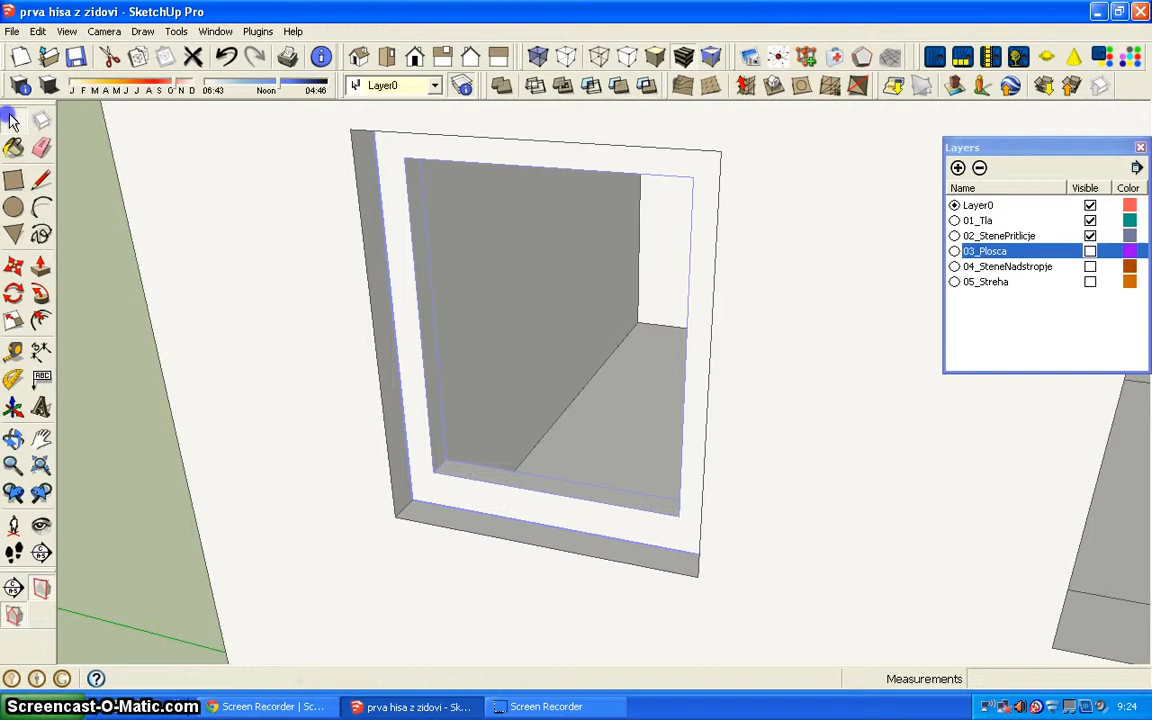 prva hisa z zidovi - SketchUp Pro
File Edit View Camera Draw Tools Window Plugins Help
J F M A M J J A S O N D 06:43 Noon 04:46 Layer0
Layers
Name Visible Color
Layer0
01_Tla
02_StenePritlicje
03_Plosca
04_SteneNadstropje
05_Streha
ABC
Measurements
Screencast-O-Matic.com
Screen Recorder | Sc...
prva hisa z zidovi - Sk...
Screen Recorder
9:24